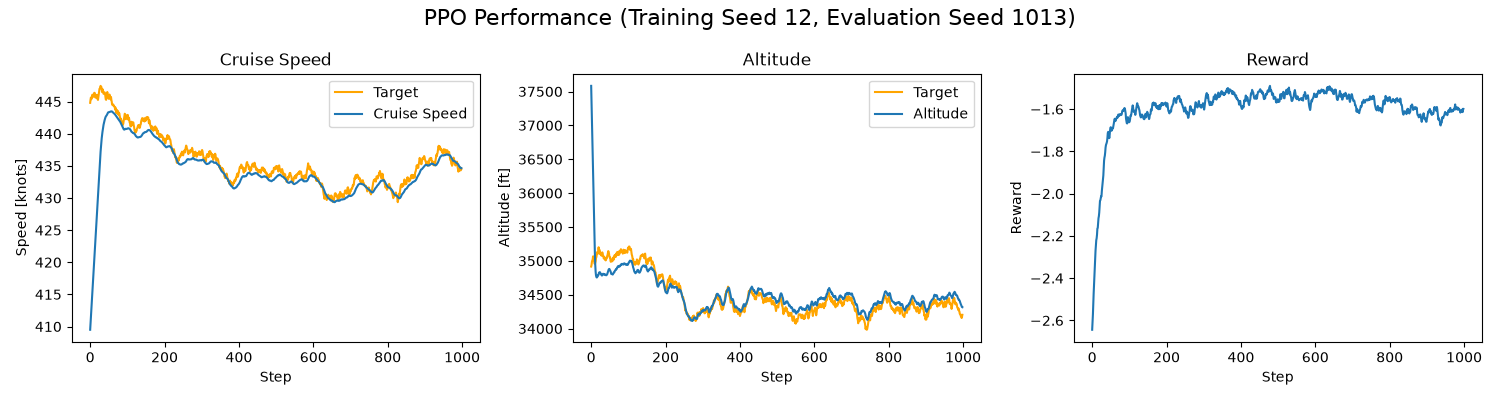 PPO Performance (Training Seed 12, Evaluation Seed 1013)
Cruise Speed
Target
Cruise Speed
445
440
435
430
425
420
415
410
Speed [knots]
0 200 400 600 800 1000
Step
Altitude
Target
Altitude
37500
37000
36500
36000
35500
35000
34500
34000
Altitude [ft]
0 200 400 600 800 1000
Step
Reward
−1.6
−1.8
−2.0
−2.2
−2.4
−2.6
Reward
0 200 400 600 800 1000
Step